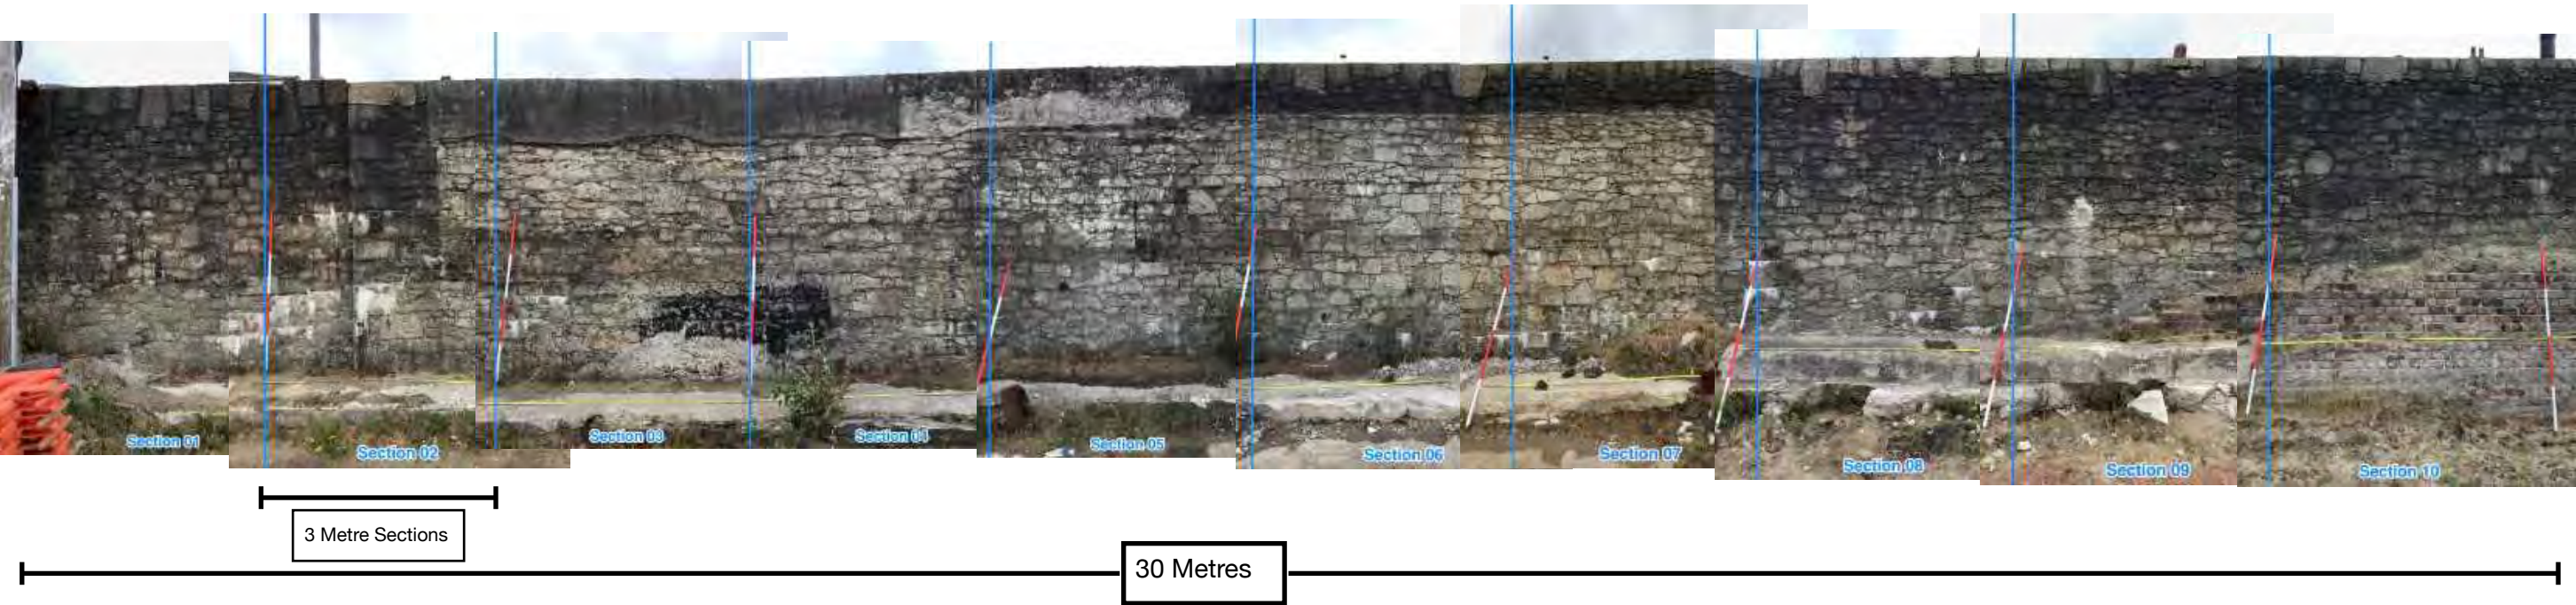 Section 01
Section 02
Section 03
Section 04
Section 05
Section 06
Section 07
Section 08
Section 09
Section 10
3 Metre Sections
30 Metres